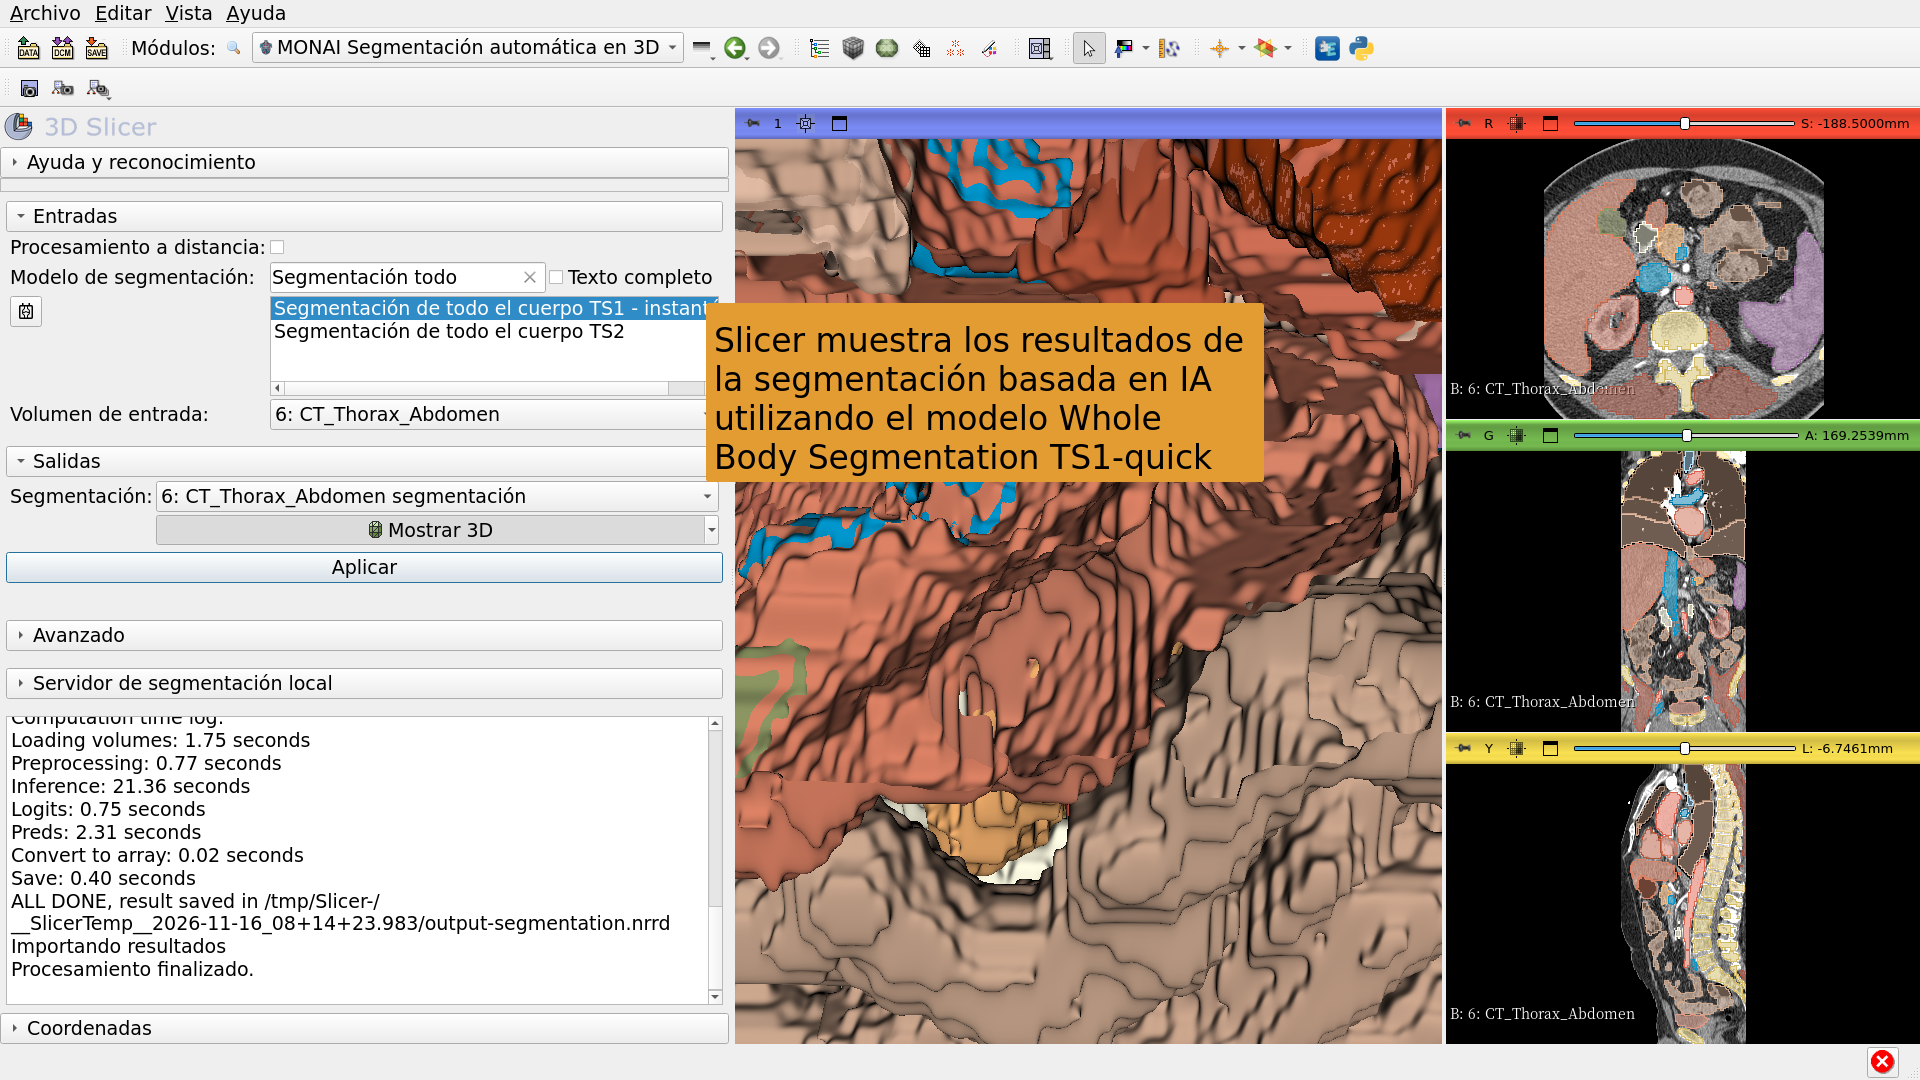 Archivo Editar Vista Ayuda
DATA DCM SAVE Módulos: MONAI Segmentación automática en 3D
3D Slicer
Ayuda y reconocimiento
Entradas
Procesamiento a distancia:
Modelo de segmentación: Segmentación todo Texto completo
Segmentación de todo el cuerpo TS1 - instant
Segmentación de todo el cuerpo TS2
Volumen de entrada: 6: CT_Thorax_Abdomen
Salidas
Segmentación: 6: CT_Thorax_Abdomen segmentación
Mostrar 3D
Aplicar
Avanzado
Servidor de segmentación local
Computation time log:
Loading volumes: 1.75 seconds
Preprocessing: 0.77 seconds
Inference: 21.36 seconds
Logits: 0.75 seconds
Preds: 2.31 seconds
Convert to array: 0.02 seconds
Save: 0.40 seconds
ALL DONE, result saved in /tmp/Slicer-/
__SlicerTemp__2026-11-16_08+14+23.983/output-segmentation.nrrd
Importando resultados
Procesamiento finalizado.
Coordenadas
1
Slicer muestra los resultados de
la segmentación basada en IA
utilizando el modelo Whole
Body Segmentation TS1-quick
R S: -188.5000mm
B: 6: CT_Thorax_Abdomen
G A: 169.2539mm
B: 6: CT_Thorax_Abdomen
Y L: -6.7461mm
B: 6: CT_Thorax_Abdomen